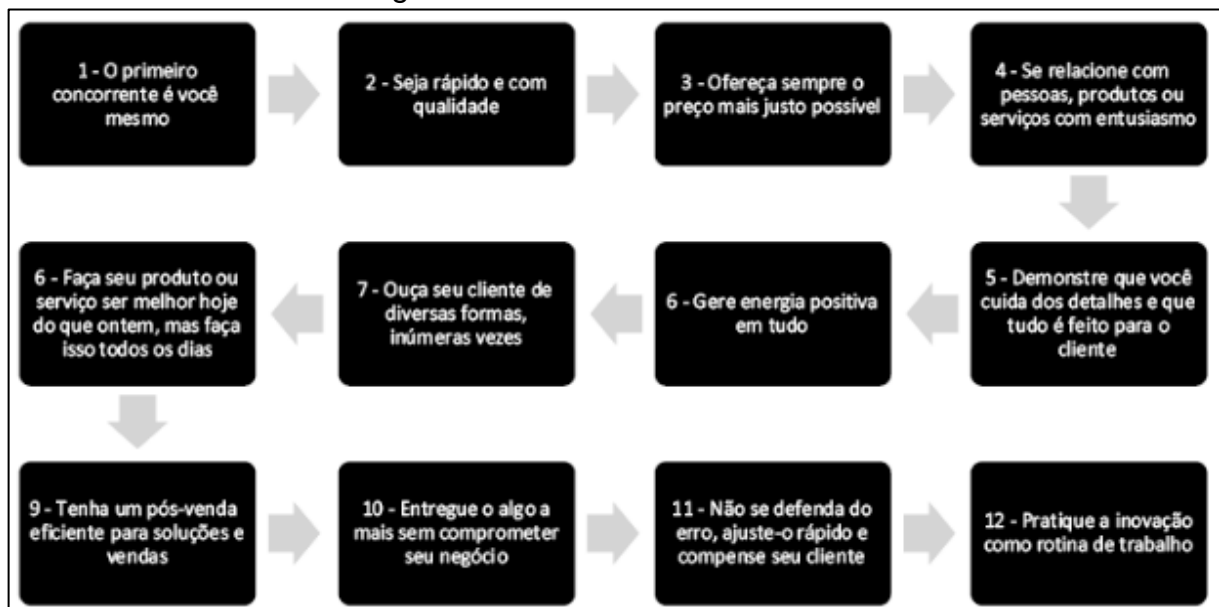 1 - O primeiro
concorrente é você
mesmo
2 - Seja rápido e com
qualidade
3 - Ofereça sempre o
preço mais justo possível
4 - Se relacione com
pessoas, produtos ou
serviços com entusiasmo
5 - Demonstre que você
cuida dos detalhes e que
tudo é feito para o
cliente
6 - Gere energia positiva
em tudo
7 - Ouça seu cliente de
diversas formas,
inúmeras vezes
6 - Faça seu produto ou
serviço ser melhor hoje
do que ontem, mas faça
isso todos os dias
9 - Tenha um pós-venda
eficiente para soluções e
vendas
10 - Entregue o algo a
mais sem comprometer
seu negócio
11 - Não se defenda do
erro, ajuste-o rápido e
compense seu cliente
12 - Pratique a inovação
como rotina de trabalho